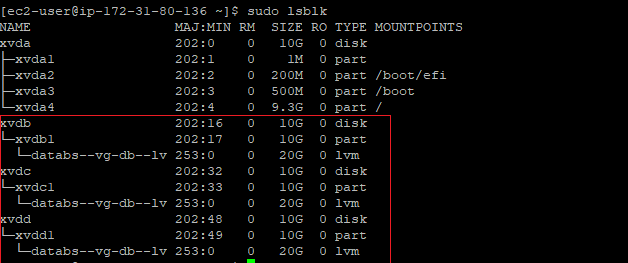 [ec2-user@ip-172-31-80-136 ~]$ sudo lsblk
NAME                 MAJ:MIN RM  SIZE RO TYPE MOUNTPOINTS
xvda                 202:0    0   10G  0 disk
├─xvda1              202:1    0    1M  0 part
├─xvda2              202:2    0  200M  0 part /boot/efi
├─xvda3              202:3    0  500M  0 part /boot
└─xvda4              202:4    0  9.3G  0 part /
xvdb                 202:16   0   10G  0 disk
└─xvdb1              202:17   0   10G  0 part
  └─databs--vg-db--lv 253:0    0   20G  0 lvm
xvdc                 202:32   0   10G  0 disk
└─xvdc1              202:33   0   10G  0 part
  └─databs--vg-db--lv 253:0    0   20G  0 lvm
xvdd                 202:48   0   10G  0 disk
└─xvdd1              202:49   0   10G  0 part
  └─databs--vg-db--lv 253:0    0   20G  0 lvm